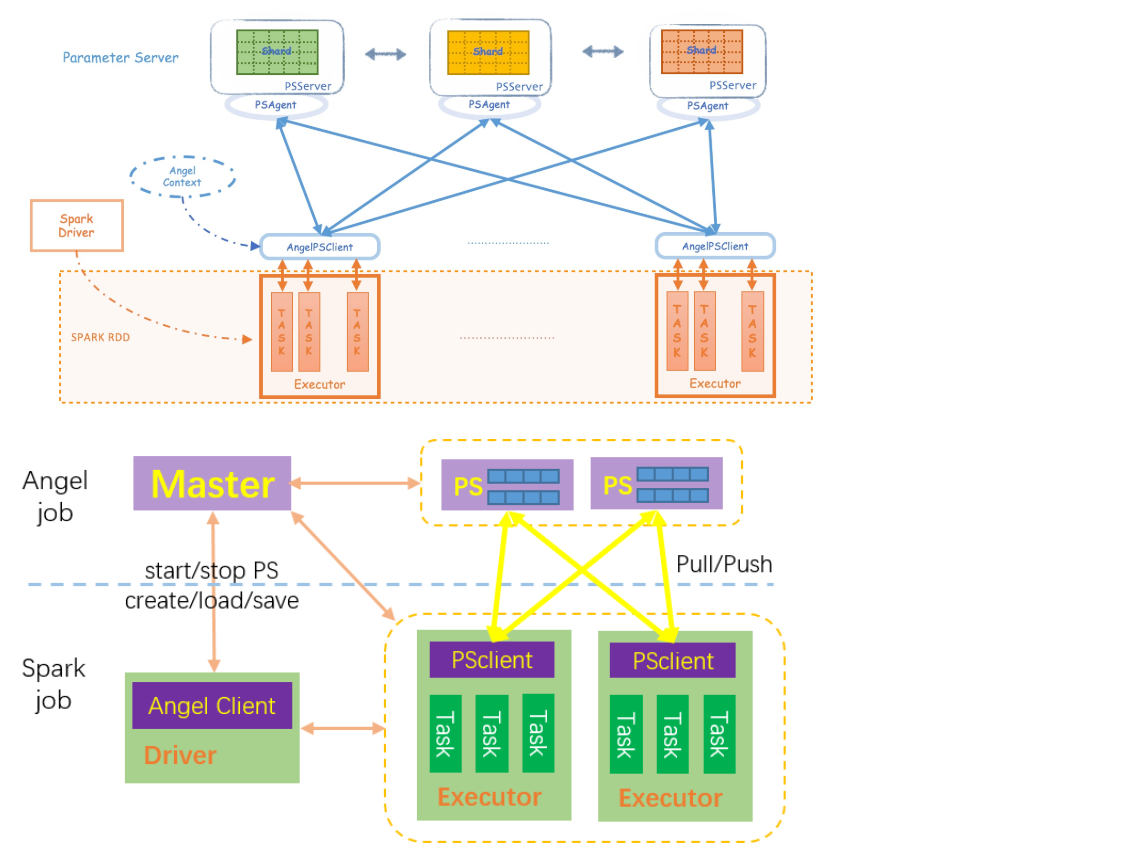 Shard
Shard
Shard
Parameter Server
PSServer
PSServer
PSServer
PSAgent
PSAgent
PSAgent
Angel
Context
Spark
Driver
AngelPSClient
AngelPSClient
TASK
TASK
TASK
TASK
TASK
TASK
SPARK RDD
Executor
Executor
Angel
job
Master
PS
PS
start/stop PS
Pull/Push
create/load/save
Spark
job
PSclient
PSclient
Angel Client
Task
Task
Task
Task
Task
Task
Driver
Executor
Executor